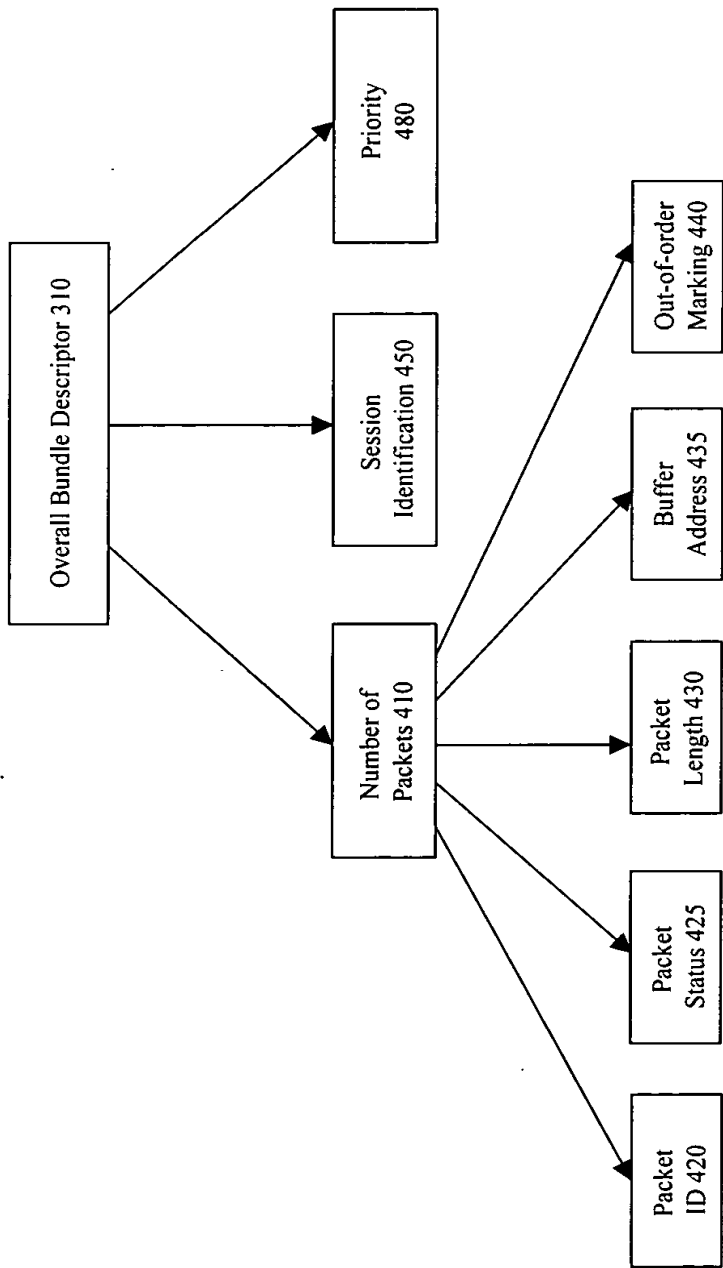 Overall Bundle Descriptor 310
Number of
Packets 410
Session
Identification 450
Priority
480
Packet
ID 420
Packet
Status 425
Packet
Length 430
Buffer
Address 435
Out-of-order
Marking 440